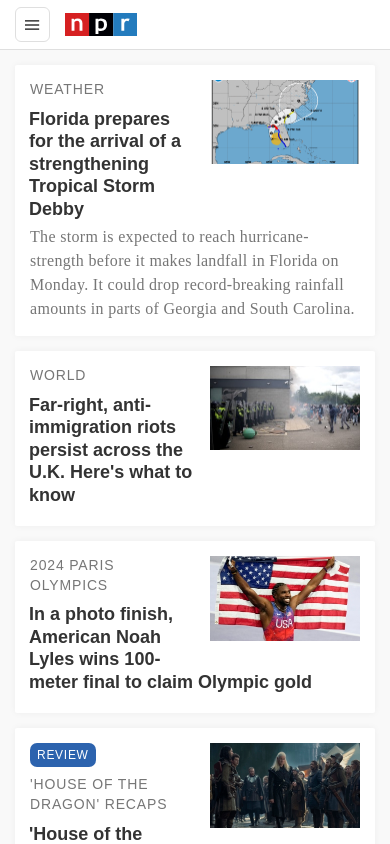 npr
WEATHER
Florida prepares
for the arrival of a
strengthening
Tropical Storm
Debby
The storm is expected to reach hurricane-
strength before it makes landfall in Florida on
Monday. It could drop record-breaking rainfall
amounts in parts of Georgia and South Carolina.
WORLD
Far-right, anti-
immigration riots
persist across the
U.K. Here's what to
know
2024 PARIS
OLYMPICS
In a photo finish,
American Noah
Lyles wins 100-
meter final to claim Olympic gold
USA
REVIEW
'HOUSE OF THE
DRAGON' RECAPS
'House of the